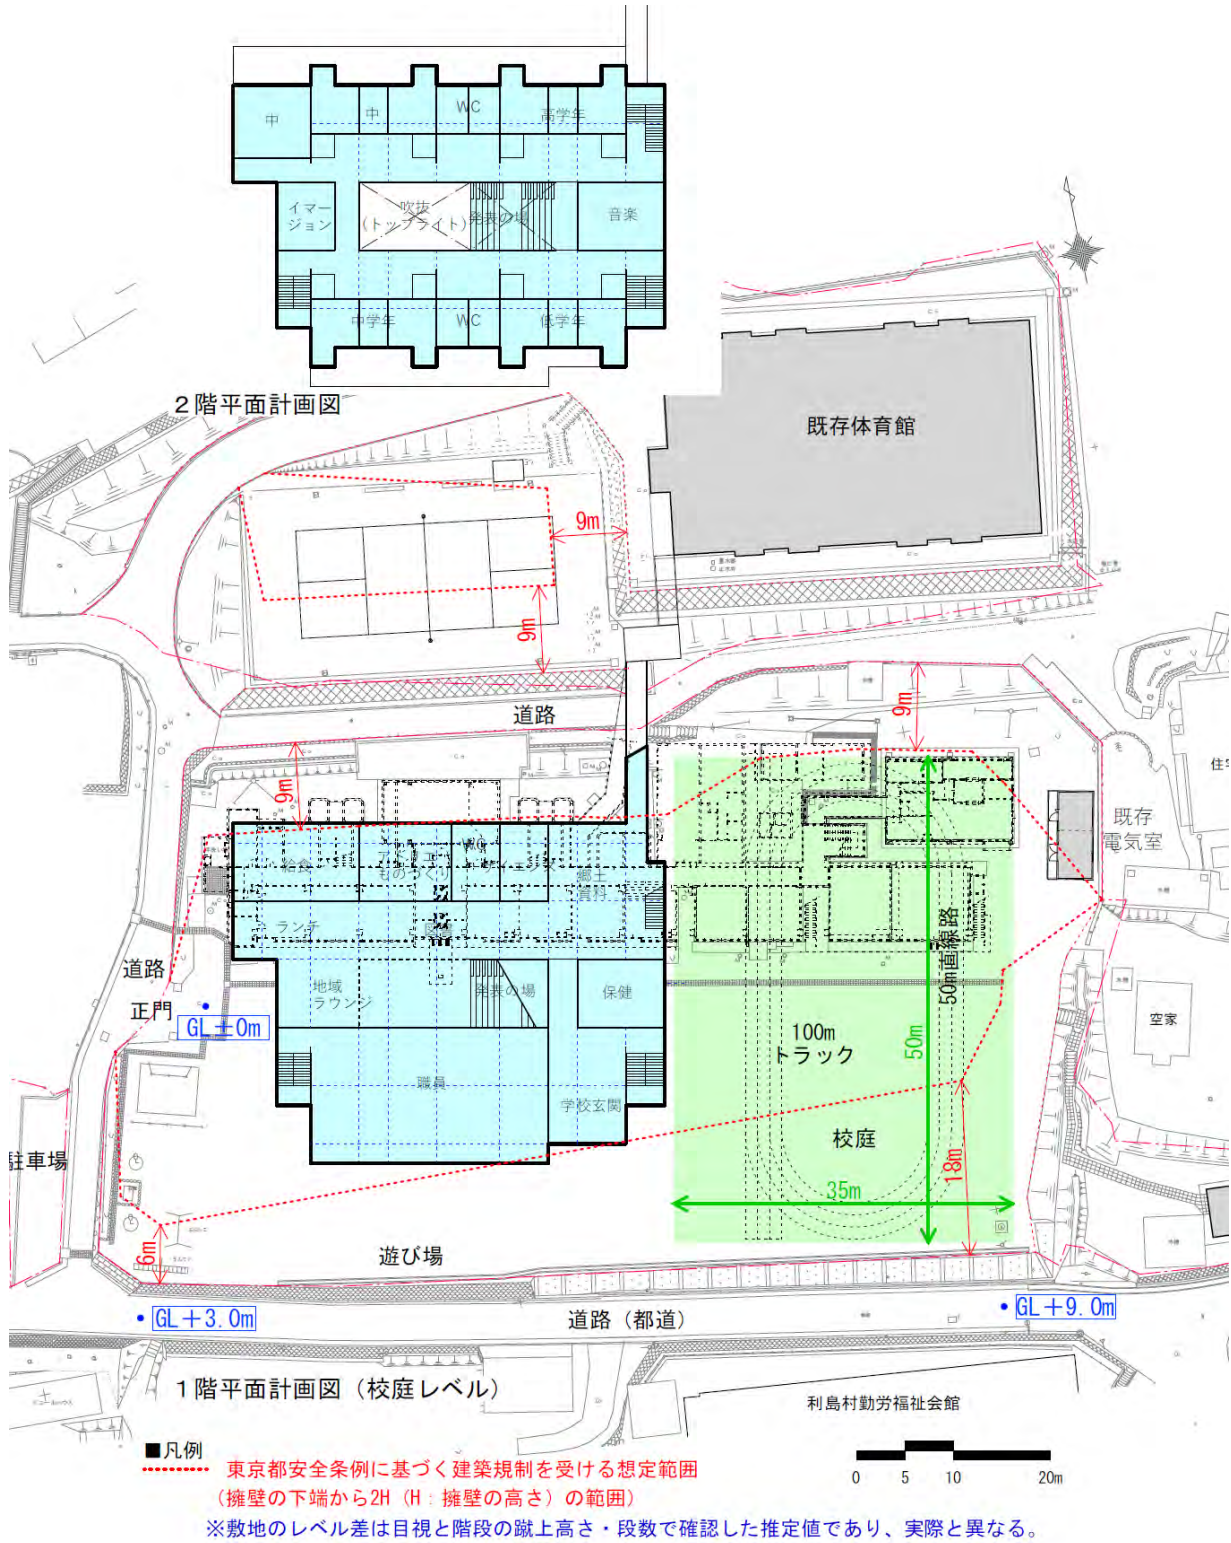 中
中
WC
高学年
イマー
ジョン
吹抜
(トップライト)
発表の場
音楽
中学年
WC
低学年
２階平面計画図
既存体育館
9m
9m
道路
9m
9m
給食
ものづくり
WC
サイエンス
郷土
資料
ランチ
図書
地域
ラウンジ
発表の場
保健
職員
学校玄関
道路
正門
GL±0m
既存
電気室
50m直線路
50m
100m
トラック
校庭
35m
18m
空家
駐車場
6m
遊び場
GL＋3.0m
道路（都道）
GL＋9.0m
１階平面計画図（校庭レベル）
利島村勤労福祉会館
■凡例
東京都安全条例に基づく建築規制を受ける想定範囲
（擁壁の下端から2H（H：擁壁の高さ）の範囲）
0 5 10 20m
※敷地のレベル差は目視と階段の蹴上高さ・段数で確認した推定値であり、実際と異なる。